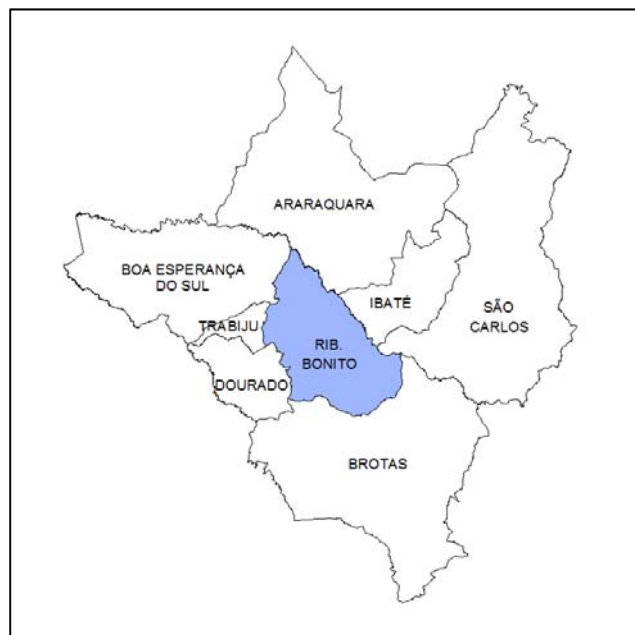 ARARAQUARA
BOA ESPERANÇA
DO SUL
IBATÉ
SÃO
CARLOS
TRABIJU
RIB.
BONITO
DOURADO
BROTAS